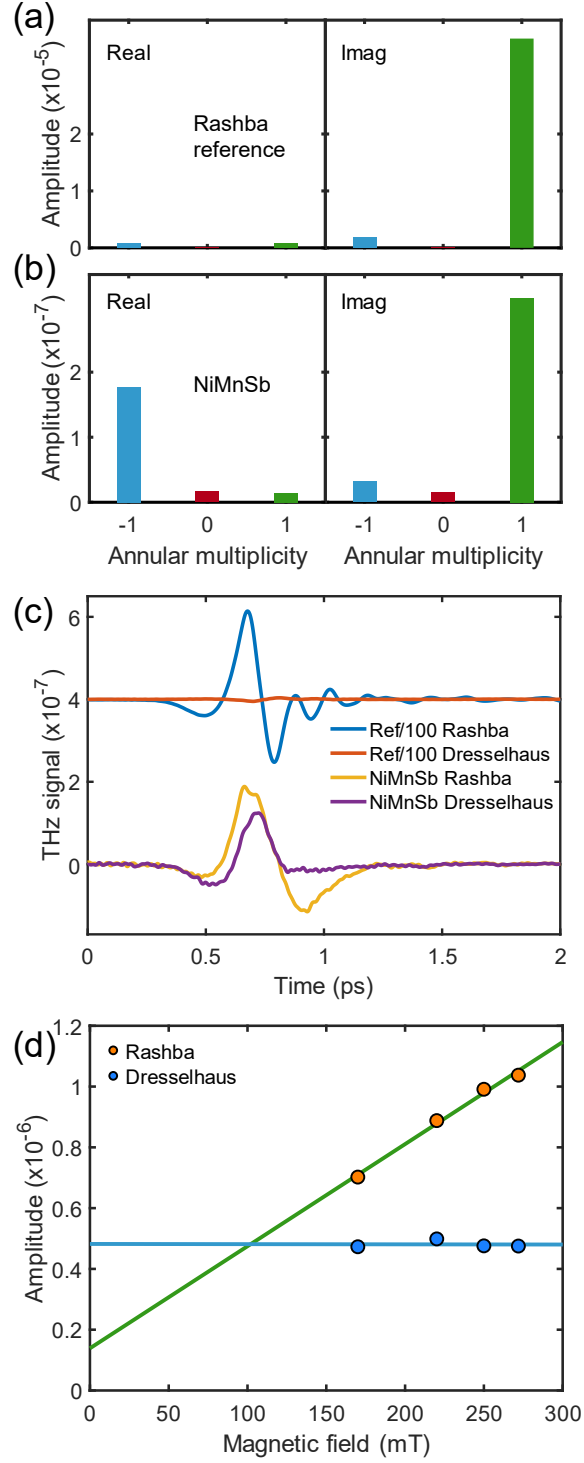 (a)
Real
Imag
Rashba
reference
Amplitude (x10-5)
2
1
0
(b)
Real
Imag
NiMnSb
Amplitude (x10-7)
2
1
0
-1 0 1 -1 0 1
Annular multiplicity Annular multiplicity
(c)
6
4
2
0
THz signal (x10-7)
Ref/100 Rashba
Ref/100 Dresselhaus
NiMnSb Rashba
NiMnSb Dresselhaus
0 0.5 1 1.5 2
Time (ps)
(d)
1.2
1
0.8
0.6
0.4
0.2
0
Amplitude (x10-6)
Rashba
Dresselhaus
0 50 100 150 200 250 300
Magnetic field (mT)